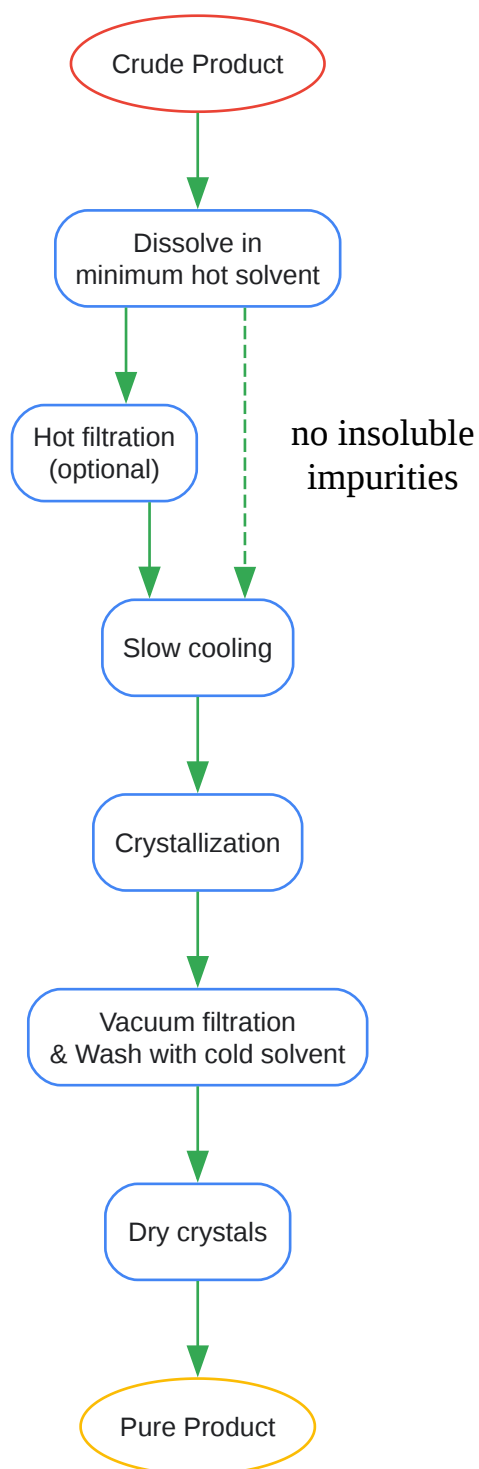 Crude Product
Dissolve in
minimum hot solvent
Hot filtration
(optional)
no insoluble
impurities
Slow cooling
Crystallization
Vacuum filtration
& Wash with cold solvent
Dry crystals
Pure Product